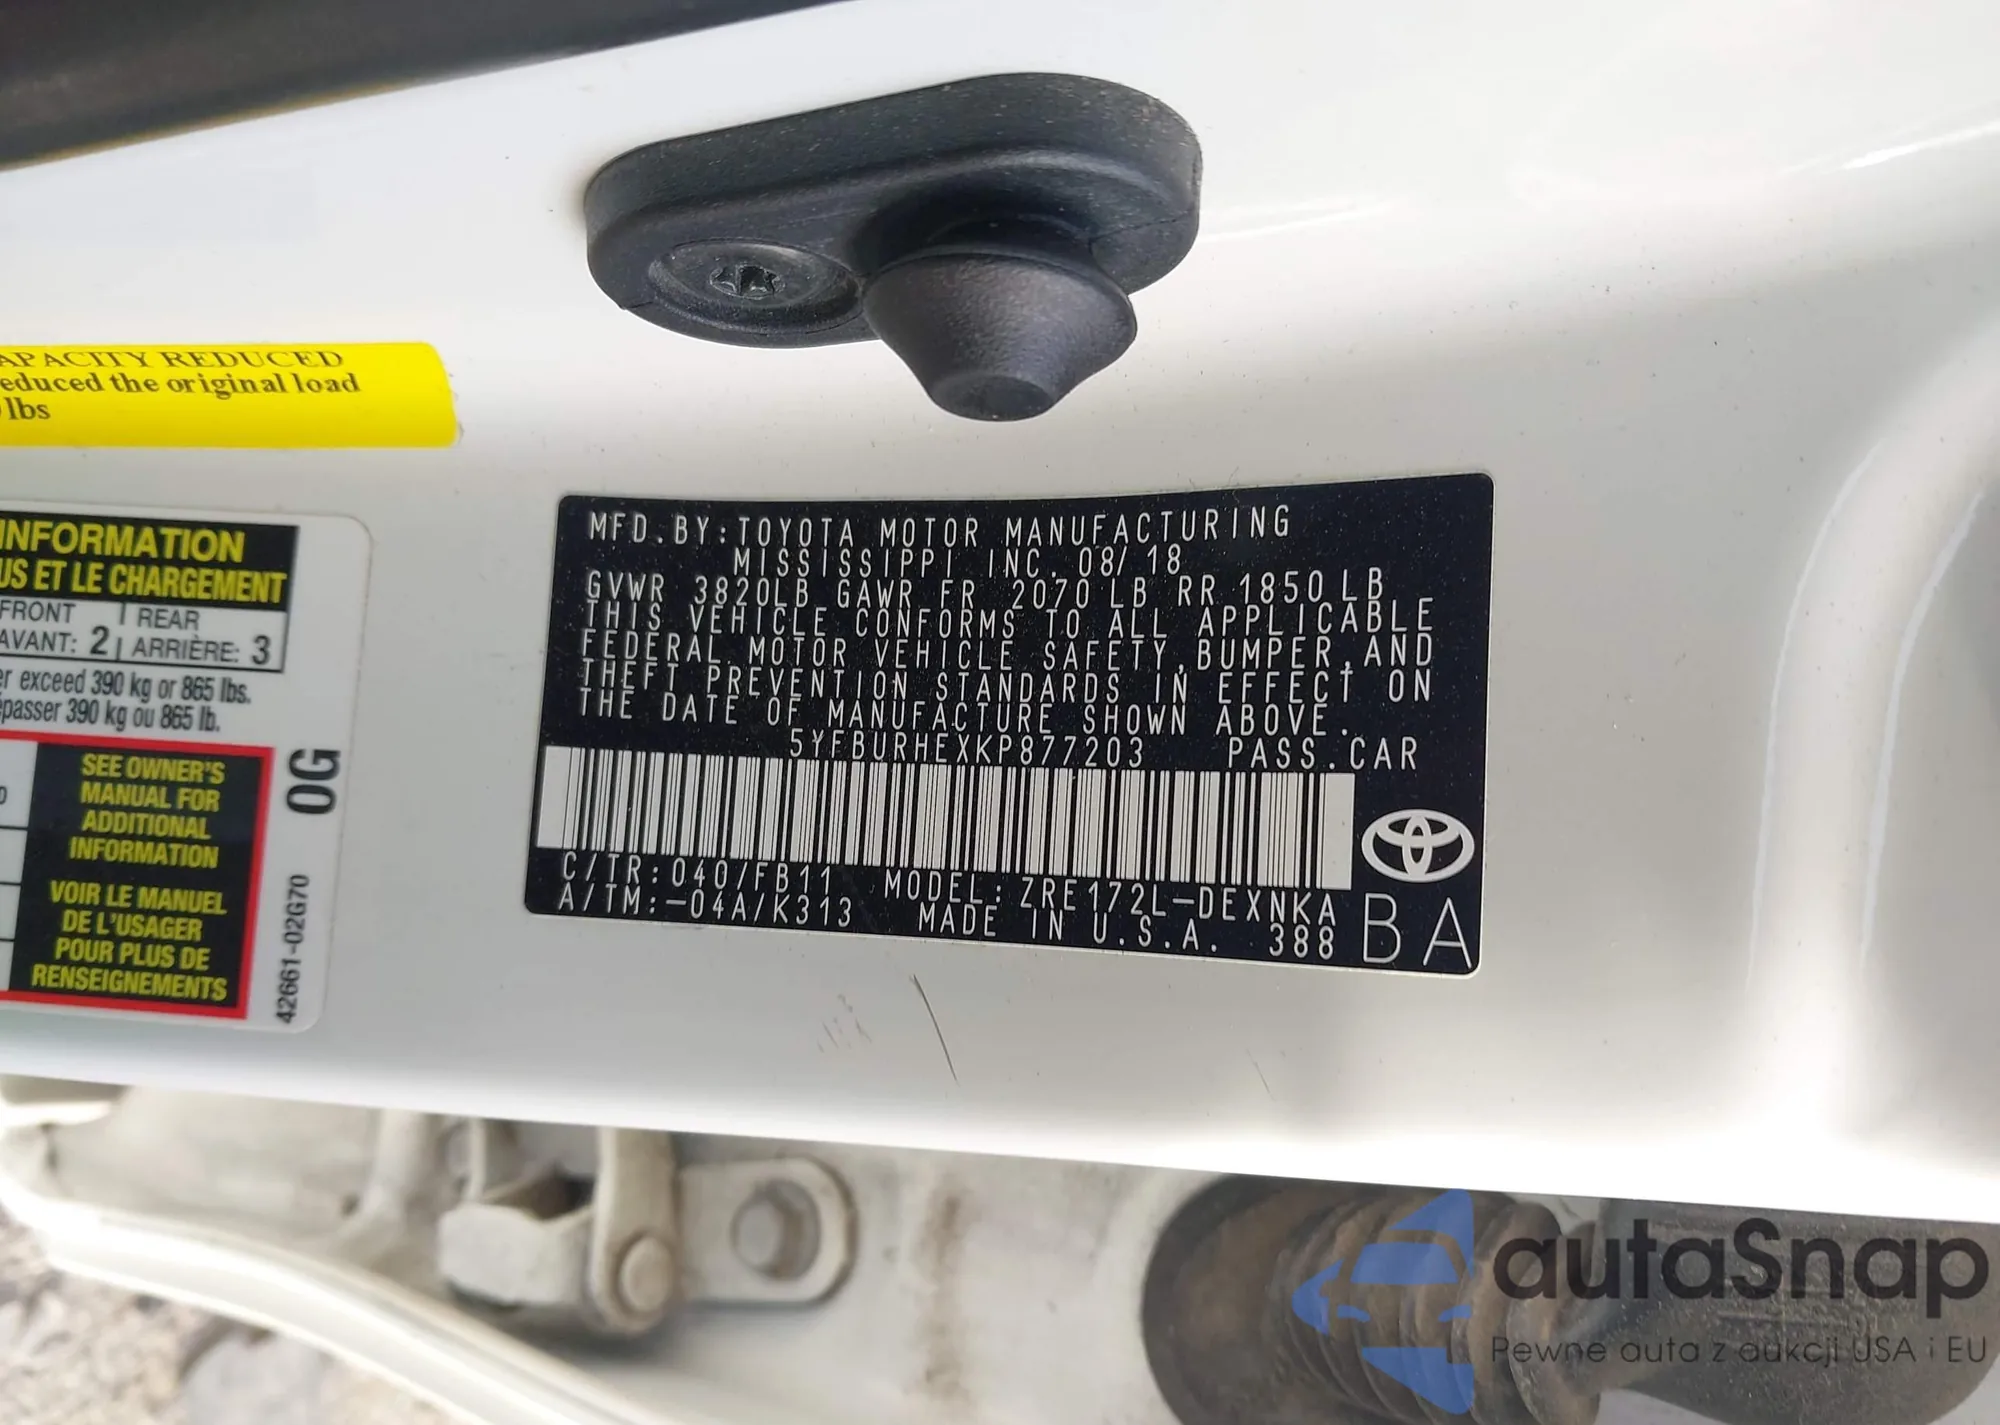 APACITY REDUCED
educed the original load
lbs
INFORMATION
US ET LE CHARGEMENT
FRONT | REAR
AVANT: 2 | ARRIÈRE: 3
er exceed 390 kg or 865 lbs.
épasser 390 kg ou 865 lb.
SEE OWNER'S
MANUAL FOR
ADDITIONAL
INFORMATION
VOIR LE MANUEL
DE L'USAGER
POUR PLUS DE
RENSEIGNEMENTS
0G
42661-02G70
MFD.BY:TOYOTA MOTOR MANUFACTURING
MISSISSIPPI INC. 08/18
GVWR 3820LB GAWR FR 2070LB RR 1850LB
THIS VEHICLE CONFORMS TO ALL APPLICABLE
FEDERAL MOTOR VEHICLE SAFETY,BUMPER,AND
THEFT PREVENTION STANDARDS IN EFFECT ON
THE DATE OF MANUFACTURE SHOWN ABOVE.
5YFBURHEXKP877203 PASS.CAR
C/TR:040/FB11 MODEL:ZRE172L-DEXNKA
A/TM:-04A/K313 MADE IN U.S.A. 388
BA
autaSnap
Pewne auta z aukcji USA i EU